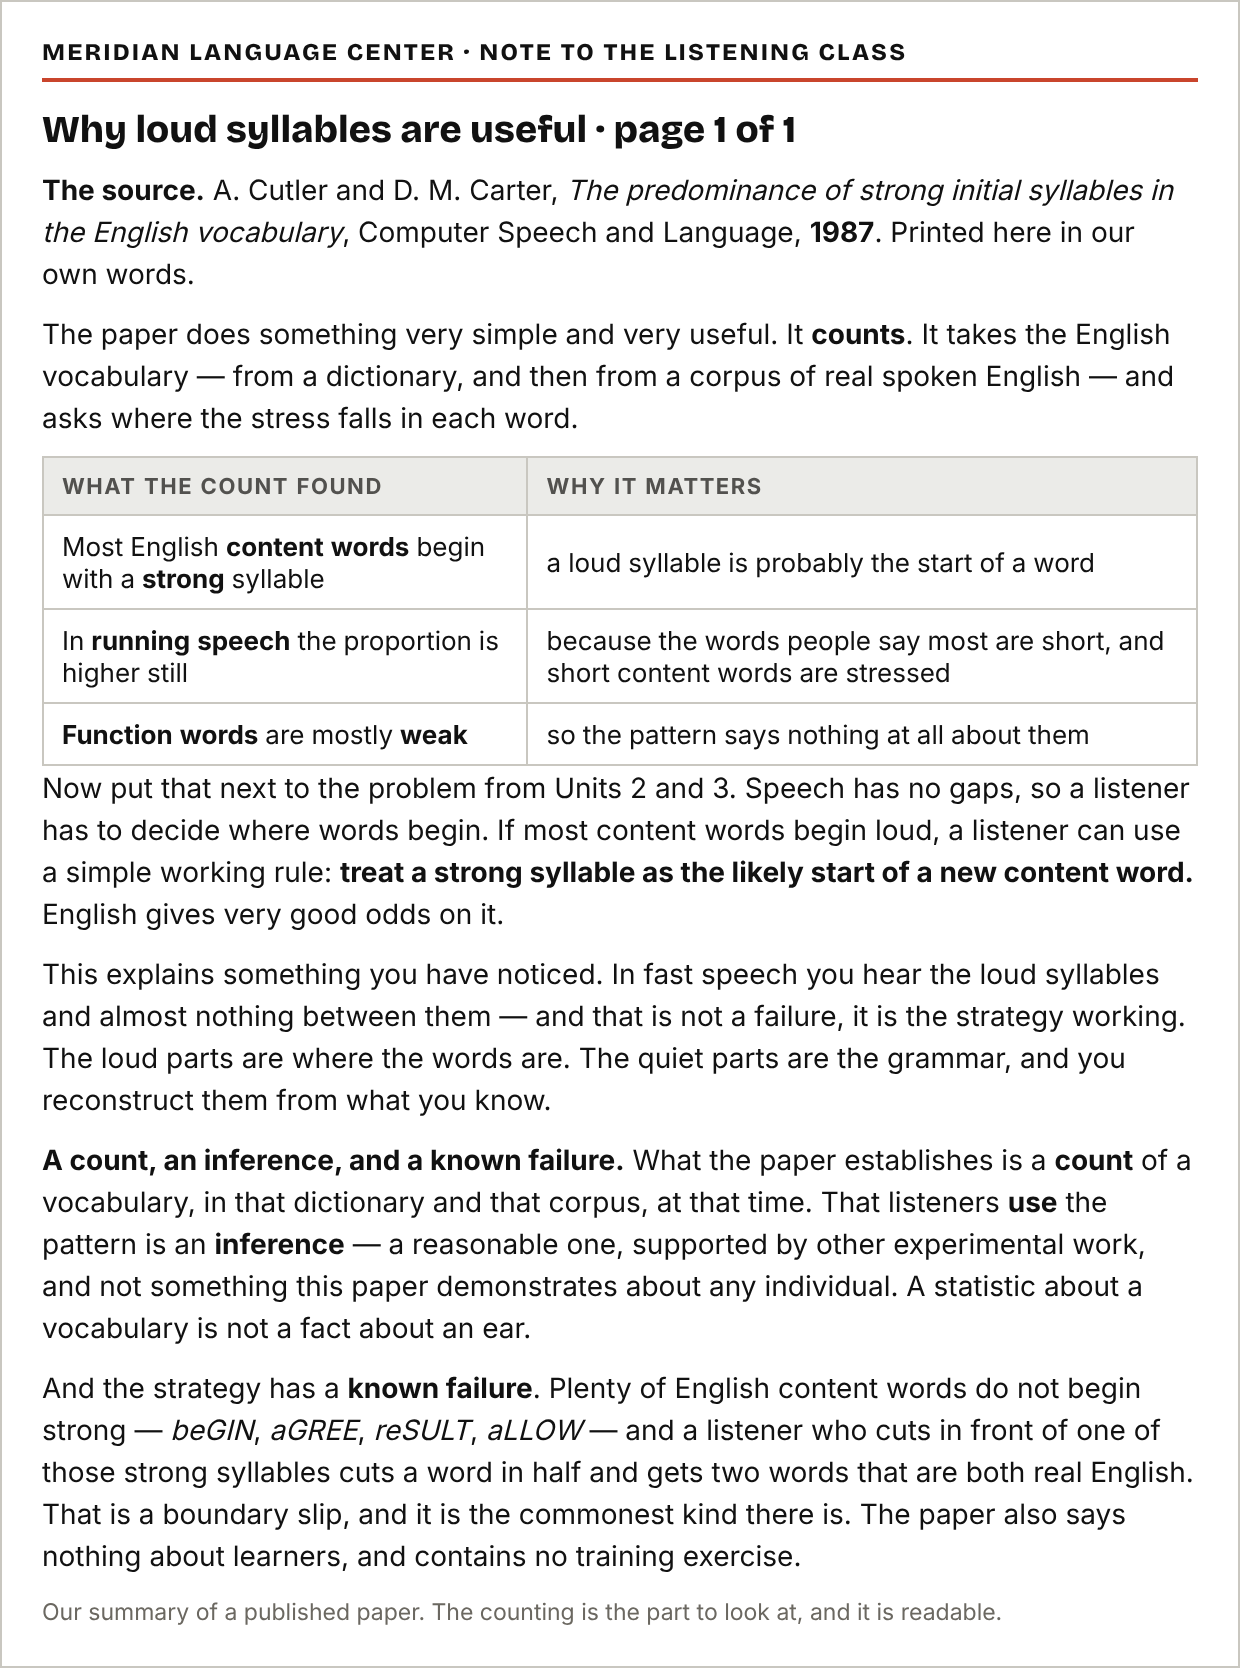 MERIDIAN LANGUAGE CENTER · NOTE TO THE LISTENING CLASS
Why loud syllables are useful · page 1 of 1
The source. A. Cutler and D. M. Carter, The predominance of strong initial syllables in
the English vocabulary, Computer Speech and Language, 1987. Printed here in our
own words.
The paper does something very simple and very useful. It counts. It takes the English
vocabulary — from a dictionary, and then from a corpus of real spoken English — and
asks where the stress falls in each word.
WHAT THE COUNT FOUND
WHY IT MATTERS
Most English content words begin
with a strong syllable
a loud syllable is probably the start of a word
In running speech the proportion is
higher still
because the words people say most are short, and
short content words are stressed
Function words are mostly weak
so the pattern says nothing at all about them
Now put that next to the problem from Units 2 and 3. Speech has no gaps, so a listener
has to decide where words begin. If most content words begin loud, a listener can use
a simple working rule: treat a strong syllable as the likely start of a new content word.
English gives very good odds on it.
This explains something you have noticed. In fast speech you hear the loud syllables
and almost nothing between them — and that is not a failure, it is the strategy working.
The loud parts are where the words are. The quiet parts are the grammar, and you
reconstruct them from what you know.
A count, an inference, and a known failure. What the paper establishes is a count of a
vocabulary, in that dictionary and that corpus, at that time. That listeners use the
pattern is an inference — a reasonable one, supported by other experimental work,
and not something this paper demonstrates about any individual. A statistic about a
vocabulary is not a fact about an ear.
And the strategy has a known failure. Plenty of English content words do not begin
strong — beGIN, aGREE, reSULT, aLLOW — and a listener who cuts in front of one of
those strong syllables cuts a word in half and gets two words that are both real English.
That is a boundary slip, and it is the commonest kind there is. The paper also says
nothing about learners, and contains no training exercise.
Our summary of a published paper. The counting is the part to look at, and it is readable.